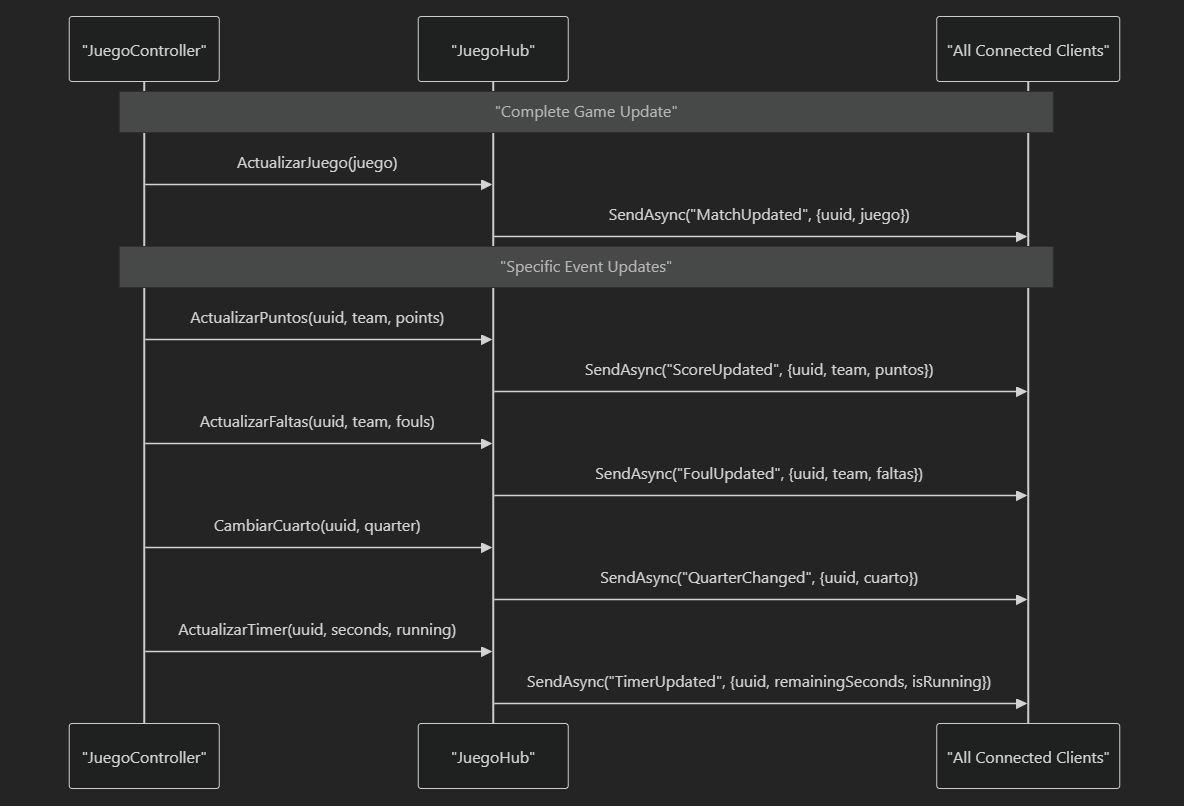 "JuegoController"
"JuegoHub"
"All Connected Clients"
"Complete Game Update"
ActualizarJuego(juego)
SendAsync("MatchUpdated", {uuid, juego})
"Specific Event Updates"
ActualizarPuntos(uuid, team, points)
SendAsync("ScoreUpdated", {uuid, team, puntos})
ActualizarFaltas(uuid, team, fouls)
SendAsync("FoulUpdated", {uuid, team, faltas})
CambiarCuarto(uuid, quarter)
SendAsync("QuarterChanged", {uuid, cuarto})
ActualizarTimer(uuid, seconds, running)
SendAsync("TimerUpdated", {uuid, remainingSeconds, isRunning})
"JuegoController"
"JuegoHub"
"All Connected Clients"